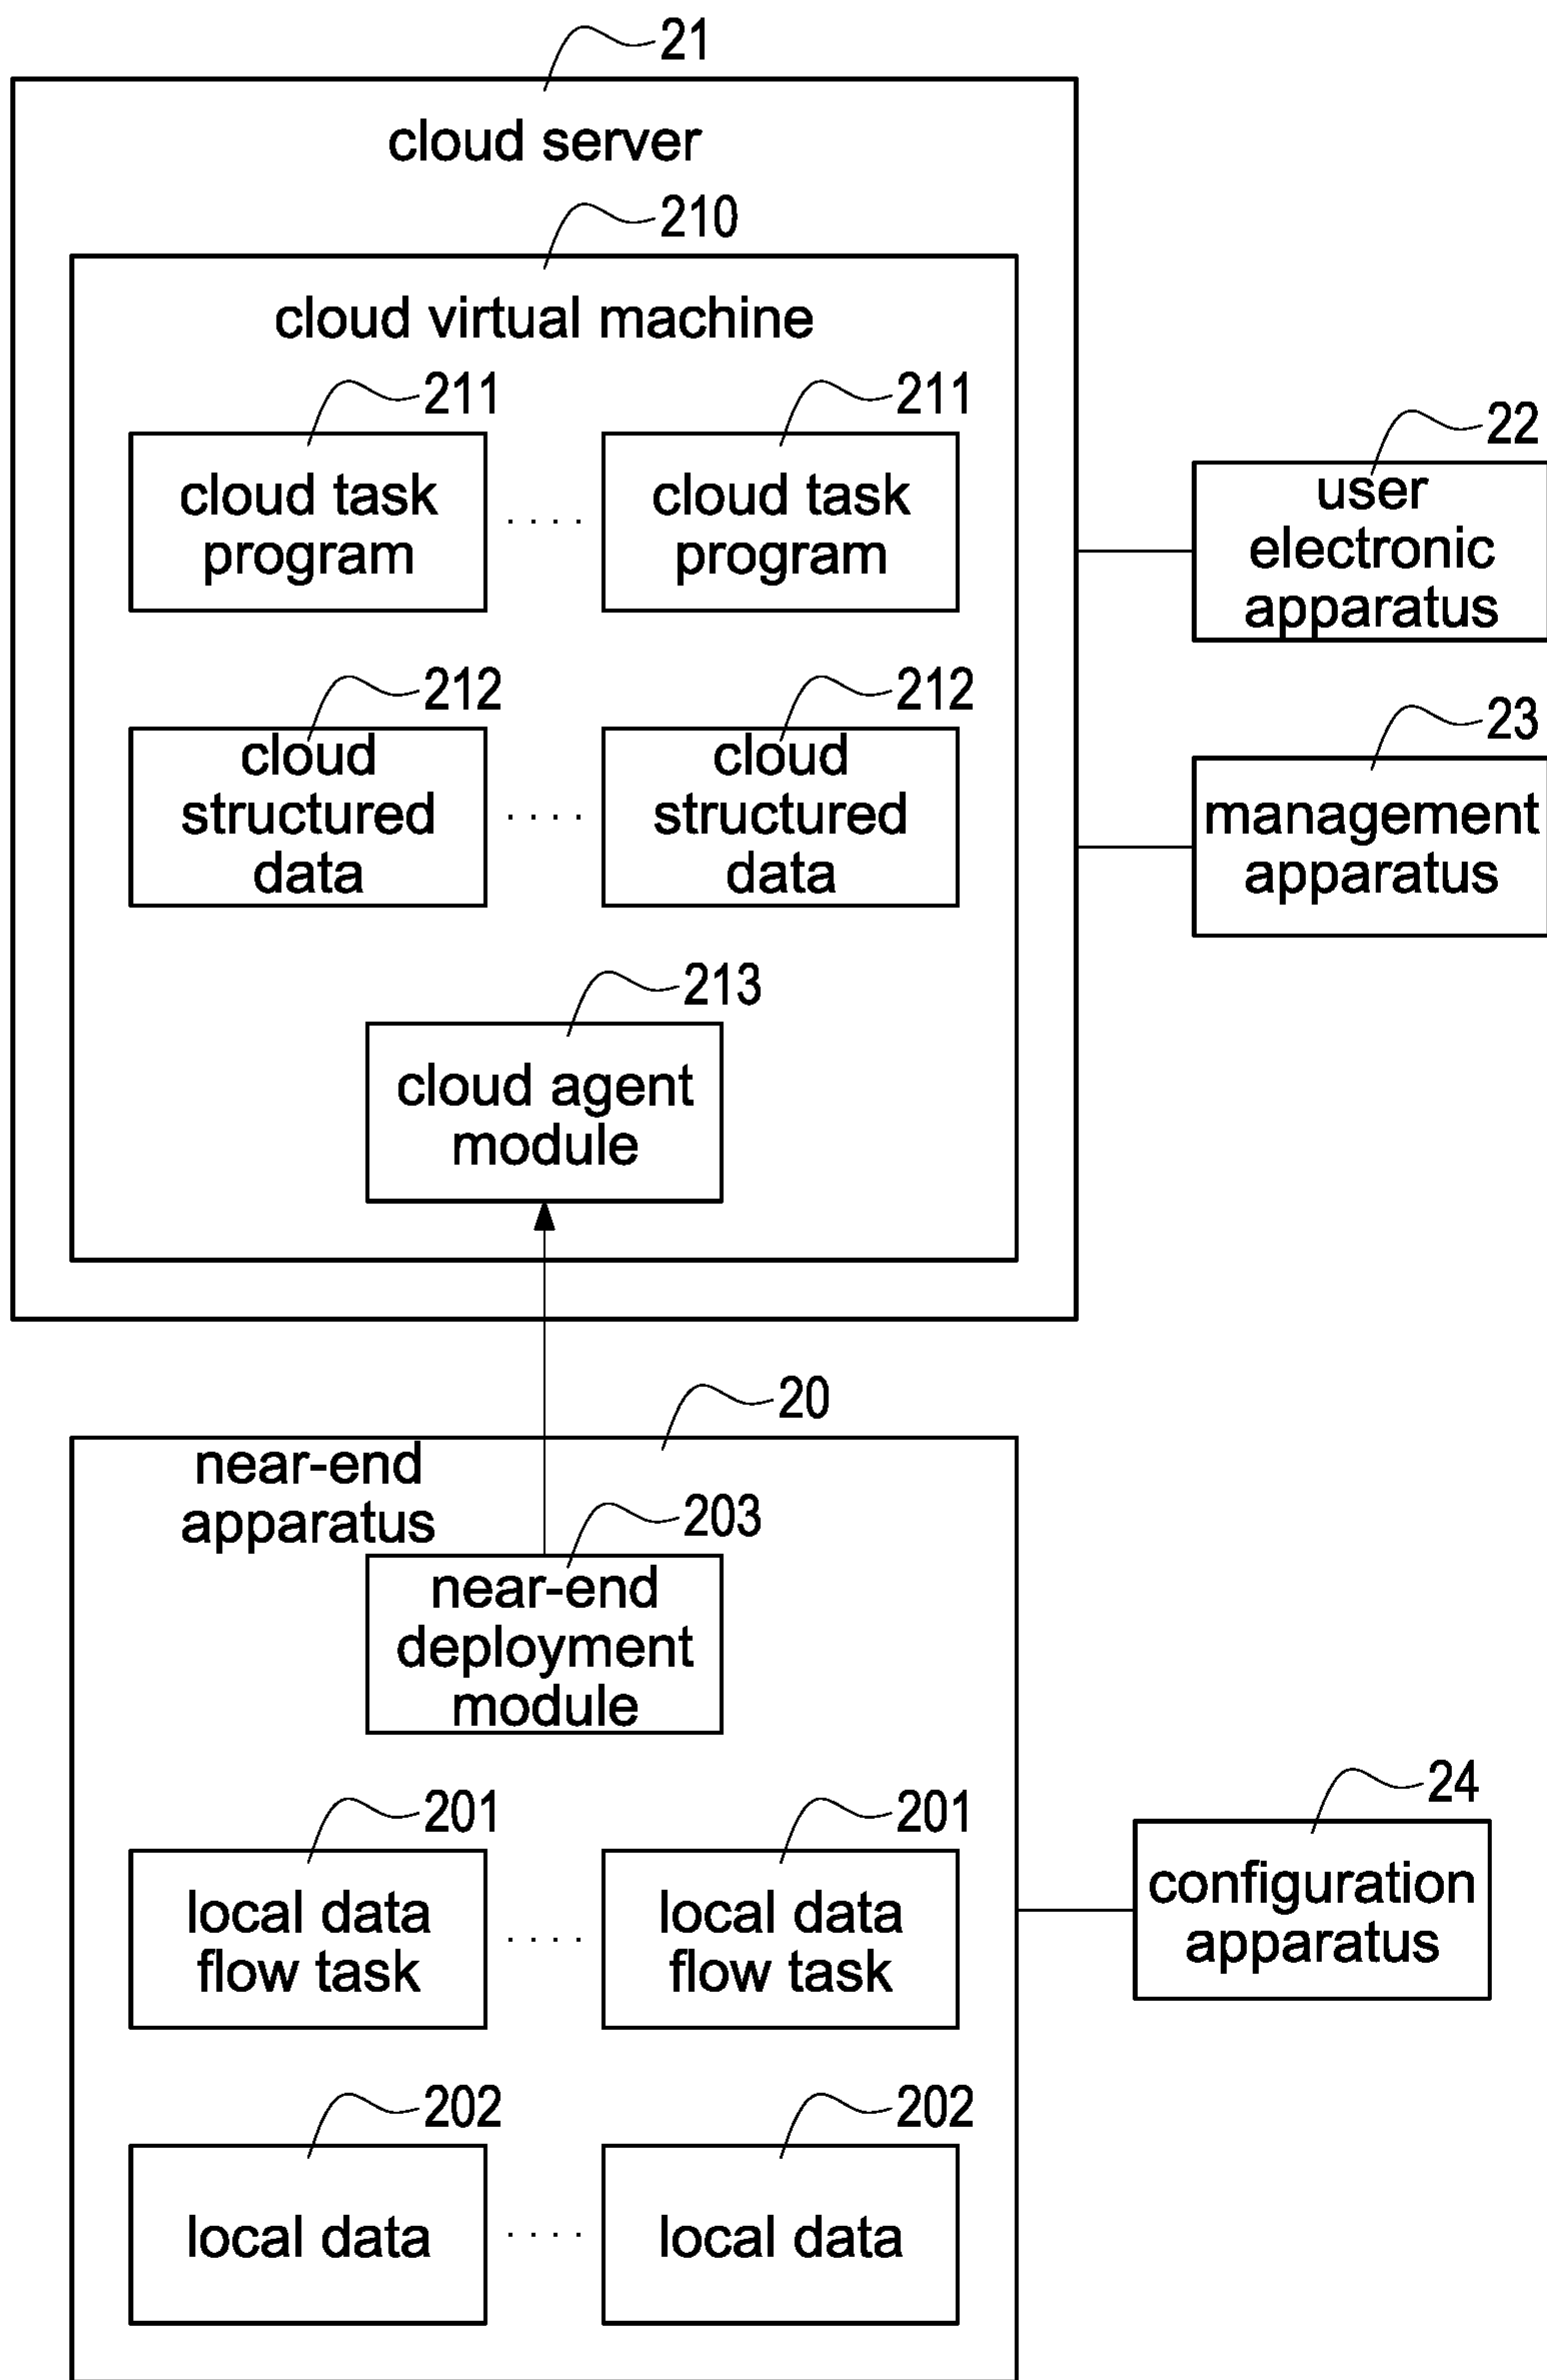 21
cloud server
210
cloud virtual machine
211
211
cloud task
program
....
cloud task
program
22
user
electronic
apparatus
212
212
cloud
structured
data
....
cloud
structured
data
23
management
apparatus
213
cloud agent
module
20
near-end
apparatus
203
near-end
deployment
module
201
201
local data
flow task
....
local data
flow task
24
configuration
apparatus
202
202
local data
....
local data